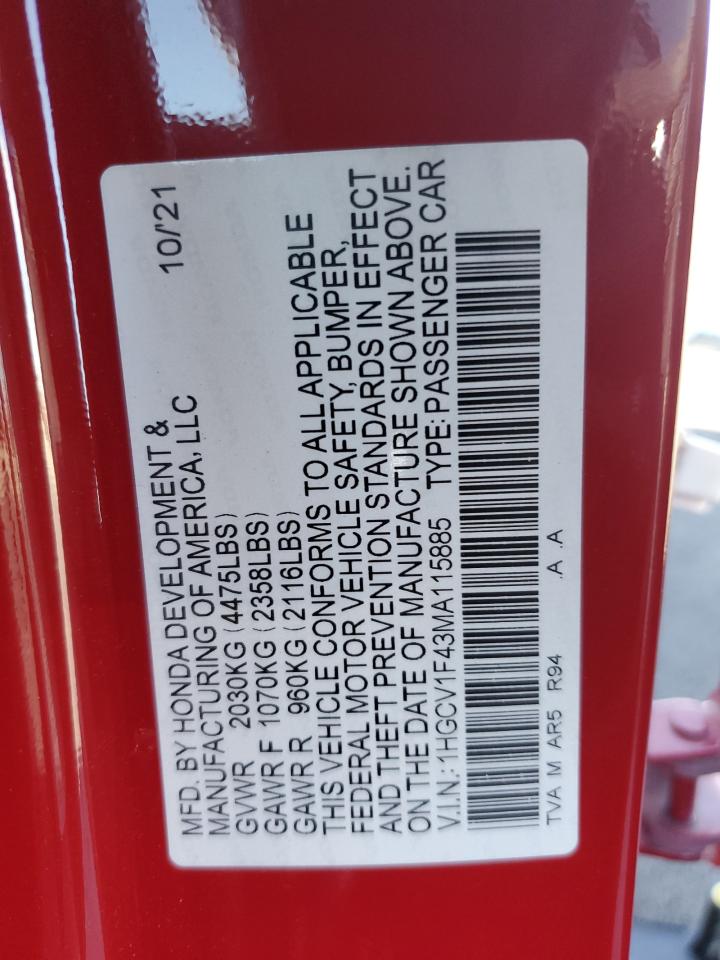 MFD. BY HONDA DEVELOPMENT &
MANUFACTURING OF AMERICA, LLC 10/'21
GVWR 2030KG (4475LBS)
GAWR F 1070KG (2358LBS)
GAWR R 960KG (2116LBS)
THIS VEHICLE CONFORMS TO ALL APPLICABLE
FEDERAL MOTOR VEHICLE SAFETY, BUMPER,
AND THEFT PREVENTION STANDARDS IN EFFECT
ON THE DATE OF MANUFACTURE SHOWN ABOVE.
V.I.N.: 1HGCV1F43MA115885 TYPE: PASSENGER CAR
TVA M AR5 R94 .A .A